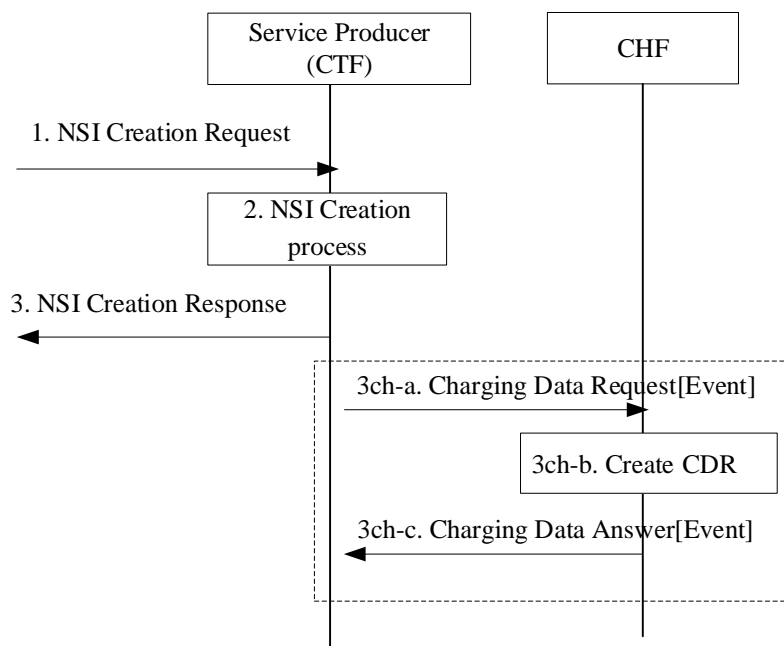 Service Producer
(CTF)
CHF
1. NSI Creation Request
2. NSI Creation
process
3. NSI Creation Response
3ch-a. Charging Data Request[Event]
3ch-b. Create CDR
3ch-c. Charging Data Answer[Event]